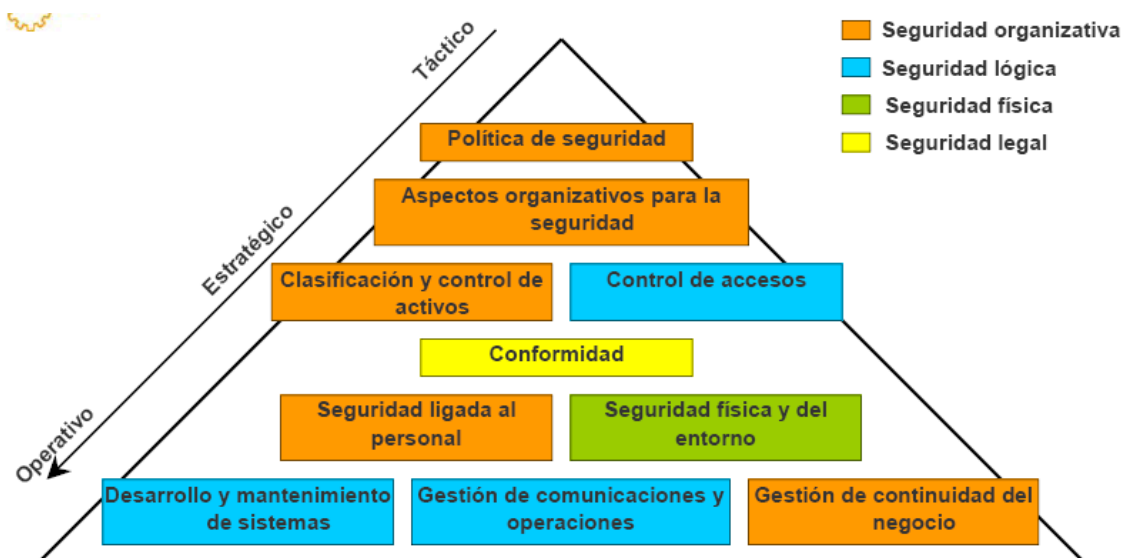 Táctico
Estratégico
Operativo
Seguridad organizativa
Seguridad lógica
Seguridad física
Seguridad legal
Política de seguridad
Aspectos organizativos para la
seguridad
Clasificación y control de
activos
Control de accesos
Conformidad
Seguridad ligada al
personal
Seguridad física y del
entorno
Desarrollo y mantenimiento
de sistemas
Gestión de comunicaciones y
operaciones
Gestión de continuidad del
negocio